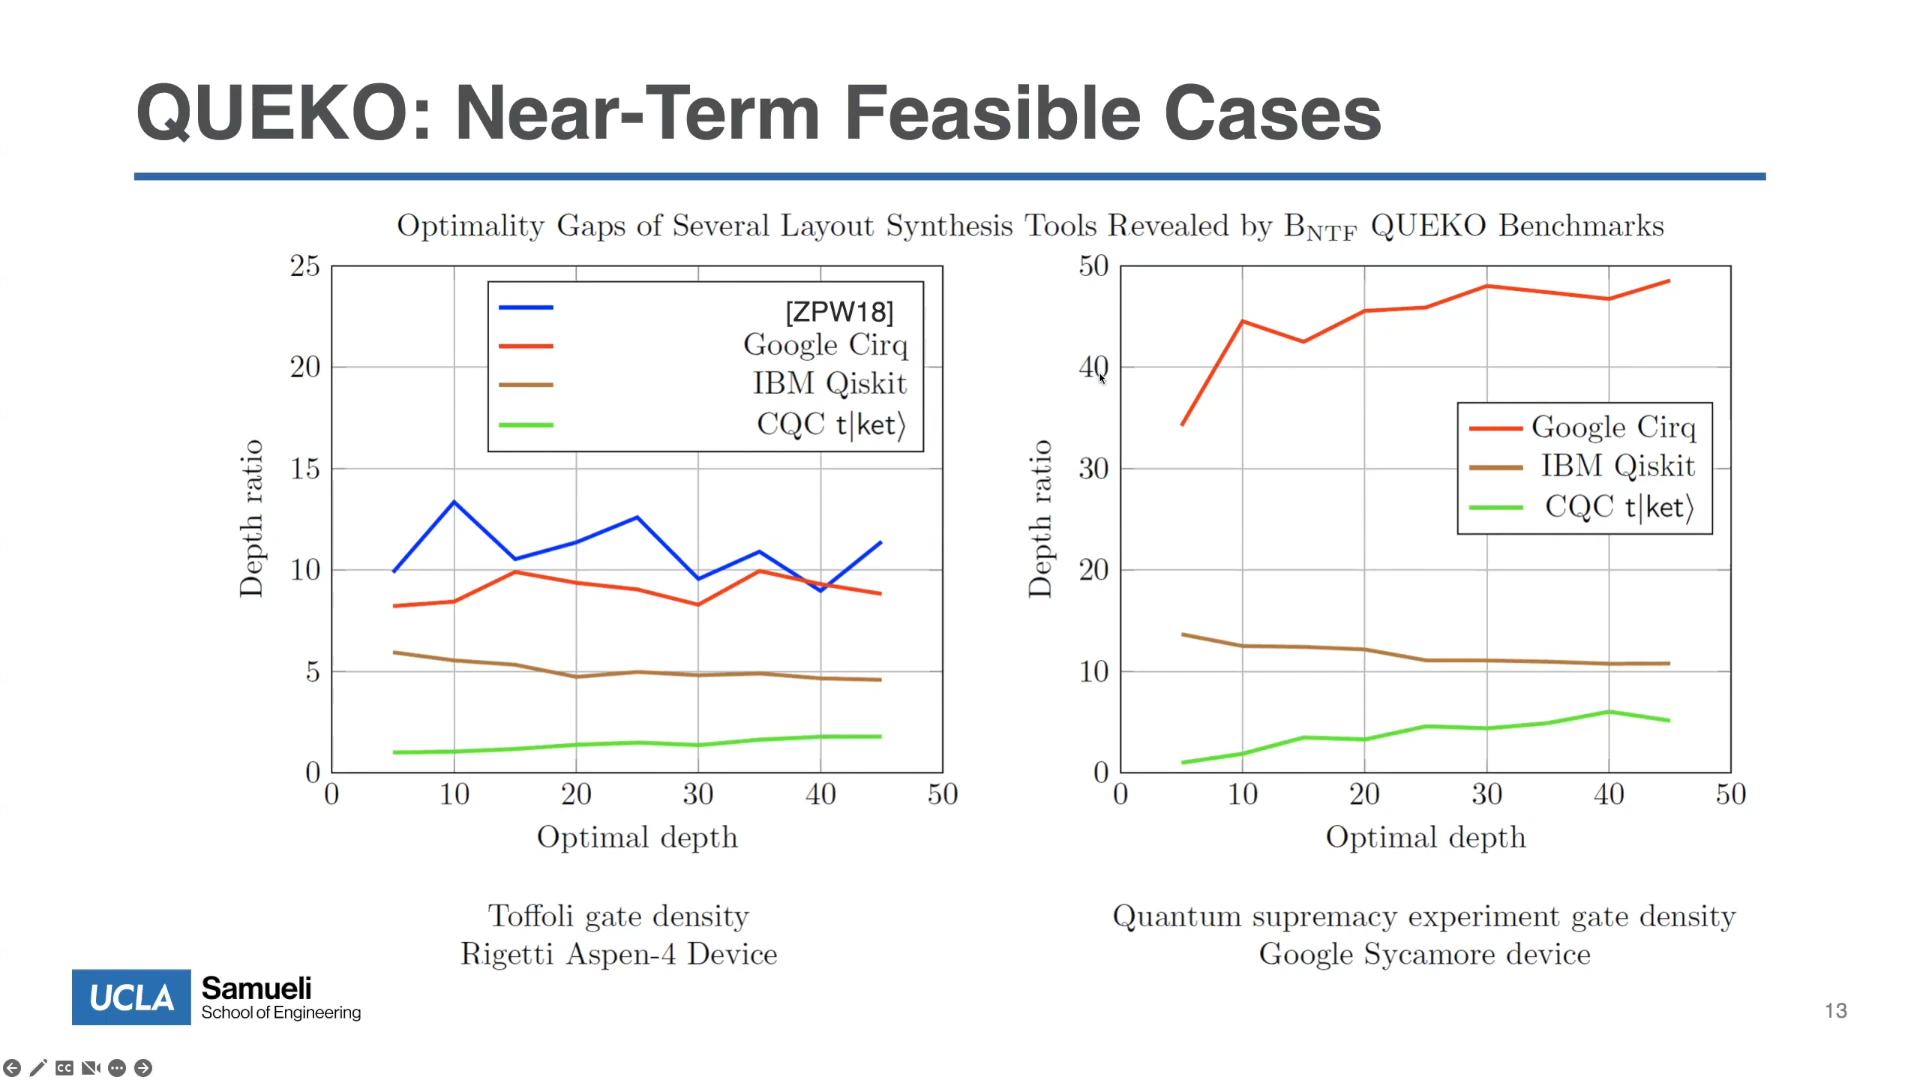 QUEKO: Near-Term Feasible Cases
Optimality Gaps of Several Layout Synthesis Tools Revealed by BNTF QUEKO Benchmarks
25
20
15
10
5
0
0 10 20 30 40 50
Depth ratio
Optimal depth
[ZPW18]
Google Cirq
IBM Qiskit
CQC t|ket⟩
Toffoli gate density
Rigetti Aspen-4 Device
50
40
30
20
10
0
0 10 20 30 40 50
Depth ratio
Optimal depth
Google Cirq
IBM Qiskit
CQC t|ket⟩
Quantum supremacy experiment gate density
Google Sycamore device
UCLA
Samueli
School of Engineering
13
CC